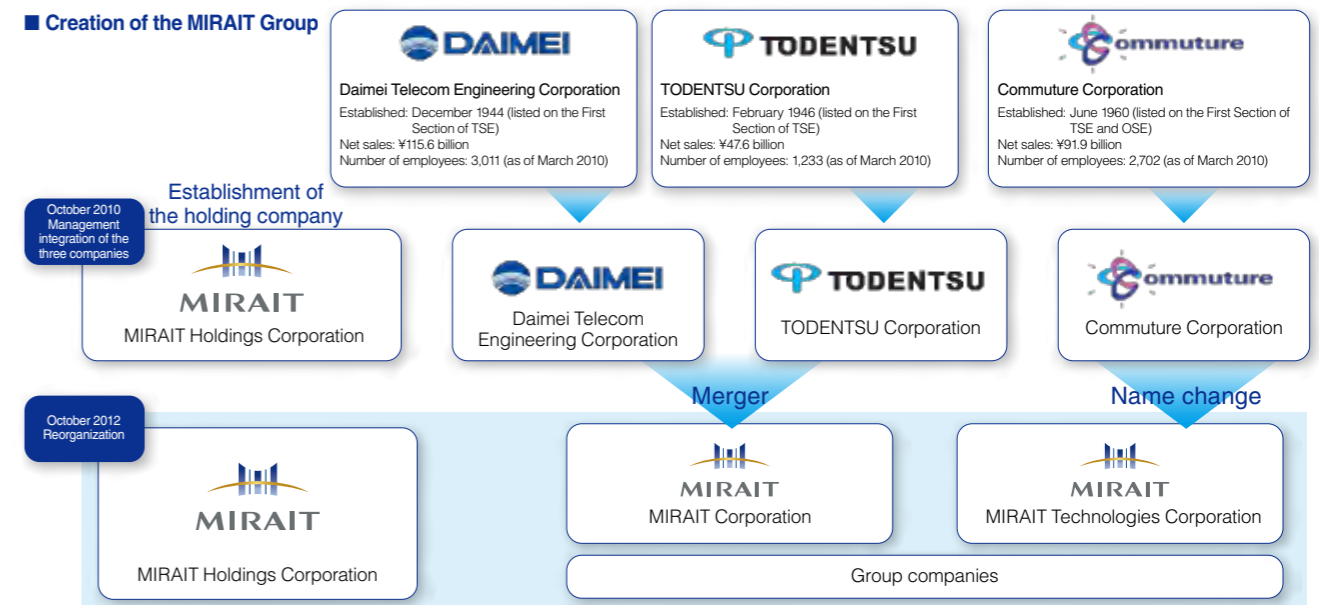 ■ Creation of the MIRAIT Group
DAIMEI
Daimei Telecom Engineering Corporation
Established: December 1944 (listed on the First
Section of TSE)
Net sales: ¥115.6 billion
Number of employees: 3,011 (as of March 2010)
TODENTSU
TODENTSU Corporation
Established: February 1946 (listed on the First
Section of TSE)
Net sales: ¥47.6 billion
Number of employees: 1,233 (as of March 2010)
Commuture
Commuture Corporation
Established: June 1960 (listed on the First Section of
TSE and OSE)
Net sales: ¥91.9 billion
Number of employees: 2,702 (as of March 2010)
October 2010
Management
integration of the
three companies
Establishment of
the holding company
MIRAIT
MIRAIT Holdings Corporation
DAIMEI
Daimei Telecom
Engineering Corporation
TODENTSU
TODENTSU Corporation
Commuture
Commuture Corporation
Merger
Name change
October 2012
Reorganization
MIRAIT
MIRAIT Holdings Corporation
MIRAIT
MIRAIT Corporation
MIRAIT
MIRAIT Technologies Corporation
Group companies